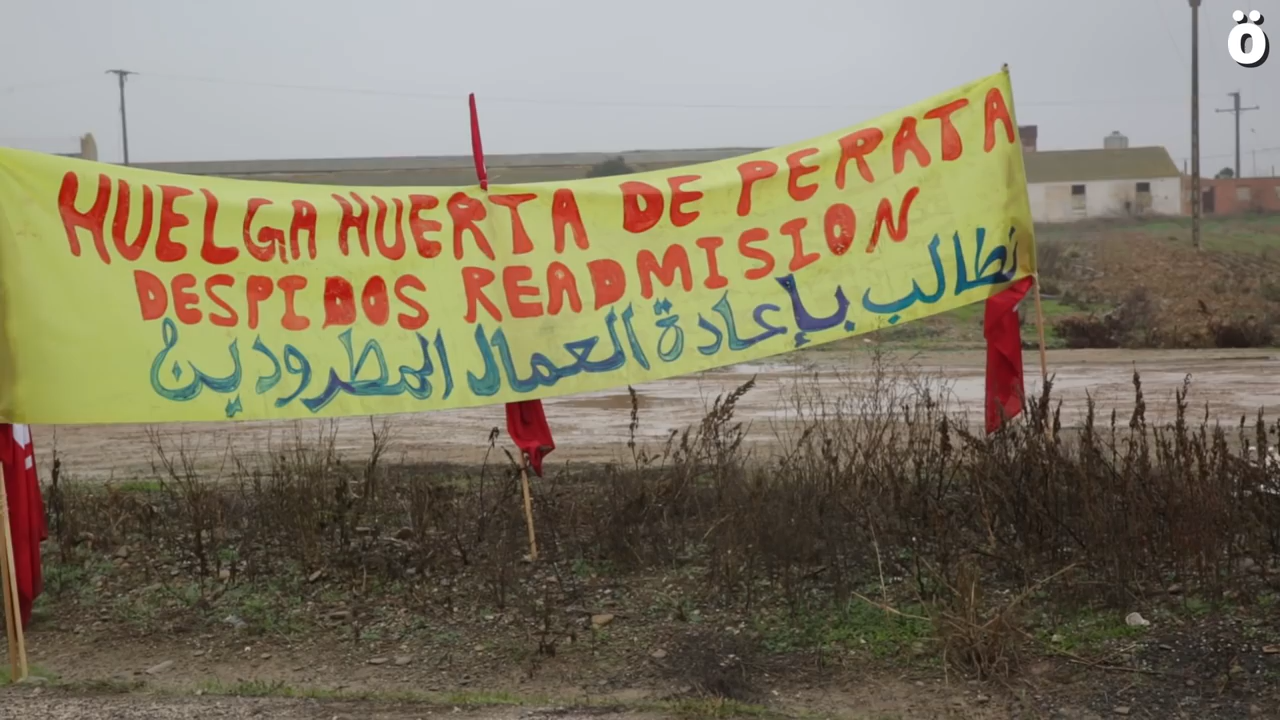 HUELGA HUERTA DE PERATA
DESPIDOS READMISION
نطالب بإعادة العمال المطرودين
ö